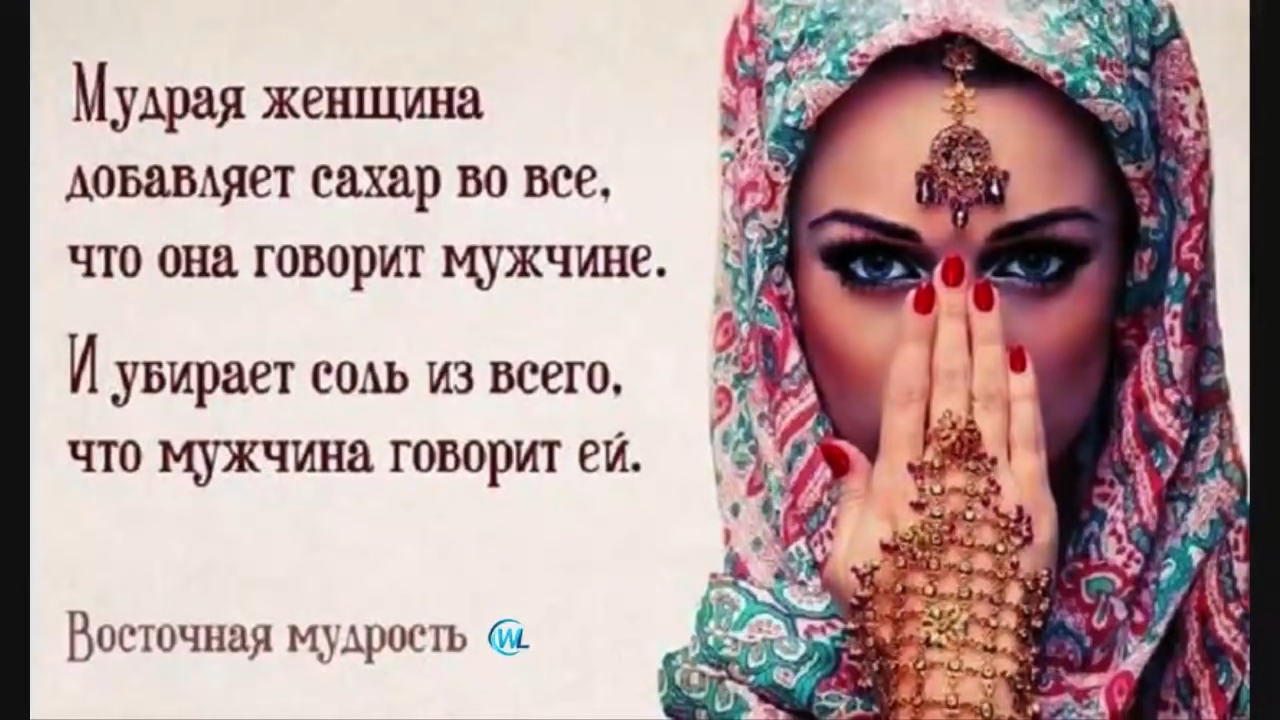 Мудрая женщина
добавляет сахар во все,
что она говорит мужчине.
И убирает соль из всего,
что мужчина говорит ей.
Восточная мудрость WL